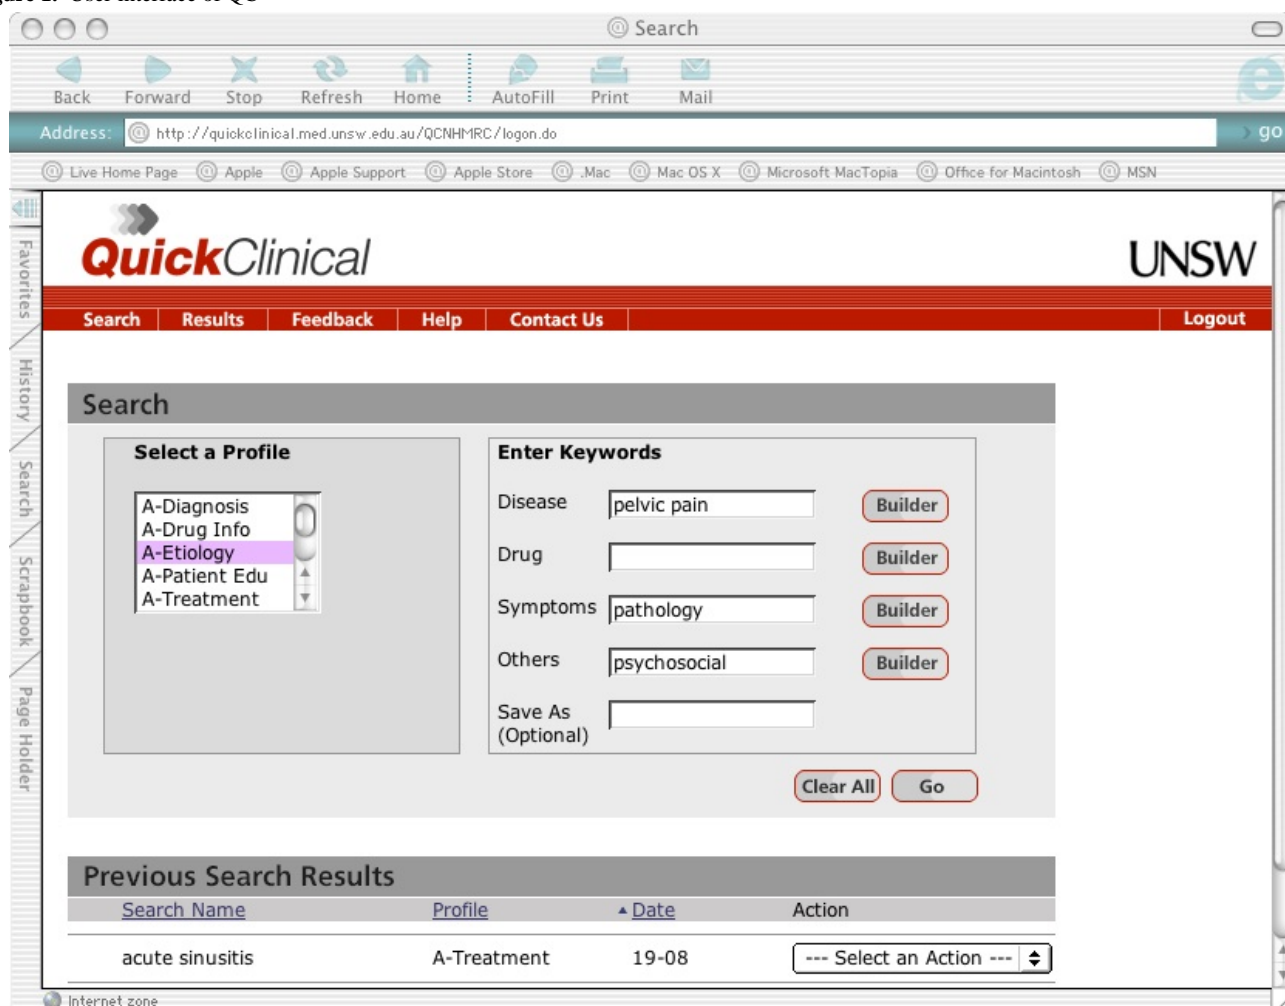 User interface of QC
Search
Back Forward Stop Refresh Home AutoFill Print Mail
Address: http://quickclinical.med.unsw.edu.au/QCNHMRC/logon.do go
Live Home Page Apple Apple Support Apple Store .Mac Mac OS X Microsoft MacTopia Office for Macintosh MSN
Favorites
History
Search
Scrapbook
Page Holder
QuickClinical UNSW
Search Results Feedback Help Contact Us Logout
Search
Select a Profile
A-Diagnosis
A-Drug Info
A-Etiology
A-Patient Edu
A-Treatment
Enter Keywords
Disease pelvic pain Builder
Drug Builder
Symptoms pathology Builder
Others psychosocial Builder
Save As
(Optional)
Clear All Go
Previous Search Results
Search Name Profile Date Action
acute sinusitis A-Treatment 19-08 --- Select an Action ---
Internet zone